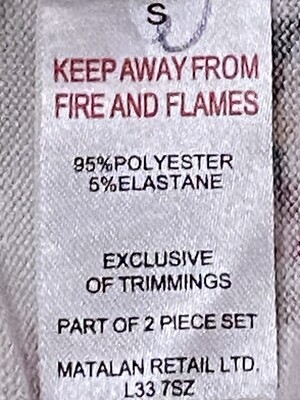 S
KEEP AWAY FROM
FIRE AND FLAMES
95%POLYESTER
5%ELASTANE
EXCLUSIVE
OF TRIMMINGS
PART OF 2 PIECE SET
MATALAN RETAIL LTD.
L33 7SZ